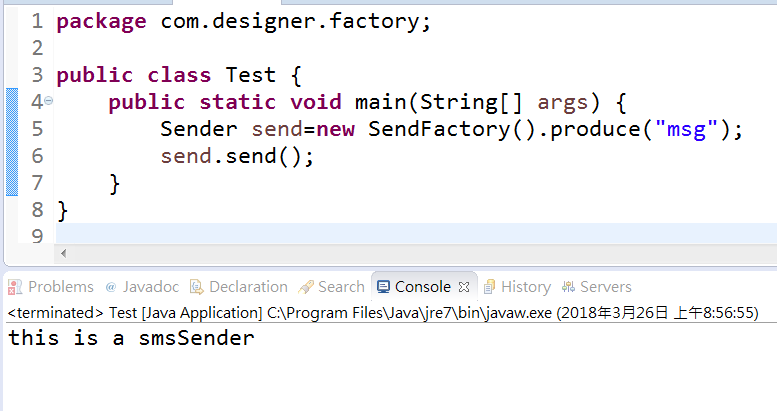 1 package com.designer.factory;
2
3 public class Test {
4 public static void main(String[] args) {
5 Sender send=new SendFactory().produce("msg");
6 send.send();
7 }
8 }
9
Problems @ Javadoc Declaration Search Console History Servers
<terminated> Test [Java Application] C:\Program Files\Java\jre7\bin\javaw.exe (2018年3月26日 上午8:56:55)
this is a smsSender